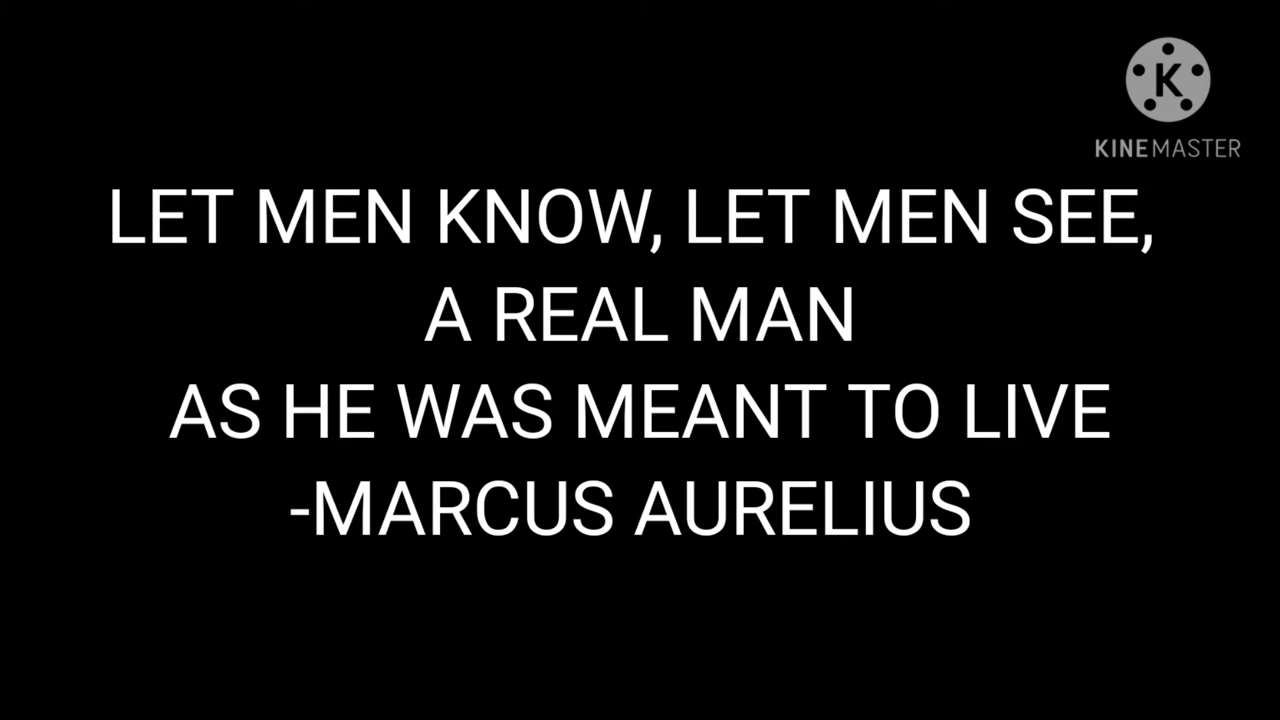 K
KINEMASTER
LET MEN KNOW, LET MEN SEE,
A REAL MAN
AS HE WAS MEANT TO LIVE
-MARCUS AURELIUS